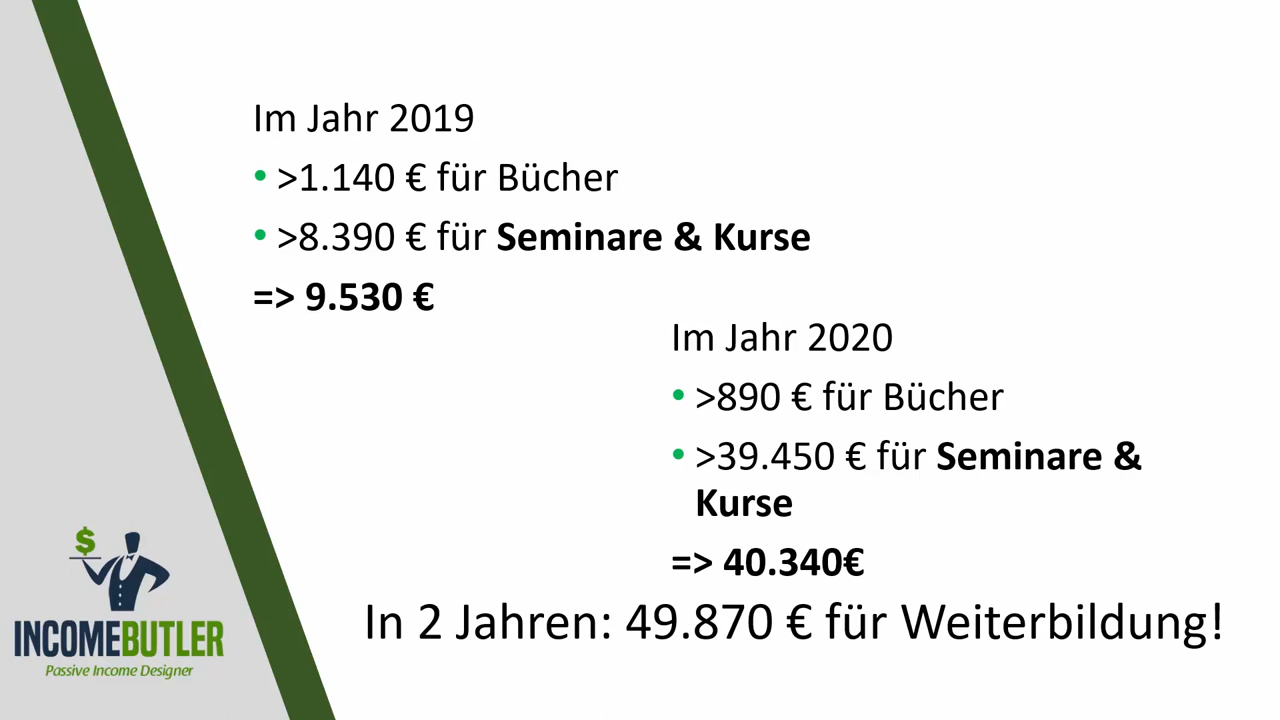 Im Jahr 2019
• >1.140 € für Bücher
• >8.390 € für Seminare & Kurse
=> 9.530 €
Im Jahr 2020
• >890 € für Bücher
• >39.450 € für Seminare &
Kurse
=> 40.340€
In 2 Jahren: 49.870 € für Weiterbildung!
$
INCOMEBUTLER
Passive Income Designer